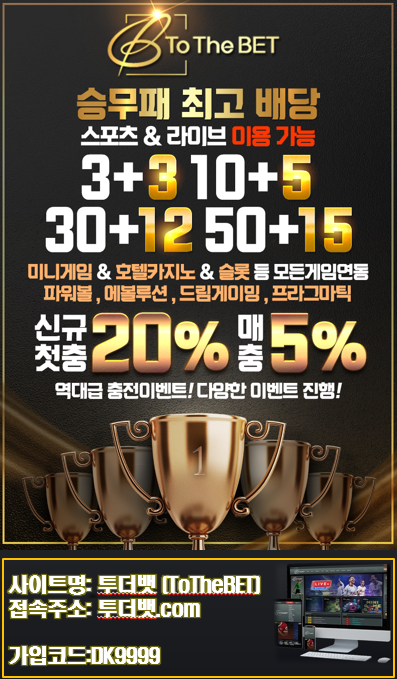 B To The BET
승무패 최고 배당
스포츠 & 라이브 이용 가능
3+3 10+5
30+12 50+15
미니게임 & 호텔카지노 & 슬롯 등 모든게임연동
파워볼 , 에볼루션 , 드림게이밍 , 프라그마틱
신규 첫충 20% 매충 5%
역대급 충전이벤트! 다양한 이벤트 진행!
1
사이트명: 투더뱃 (ToTheBET)
접속주소: 투더뱃.com
가입코드:DK9999
LIVE